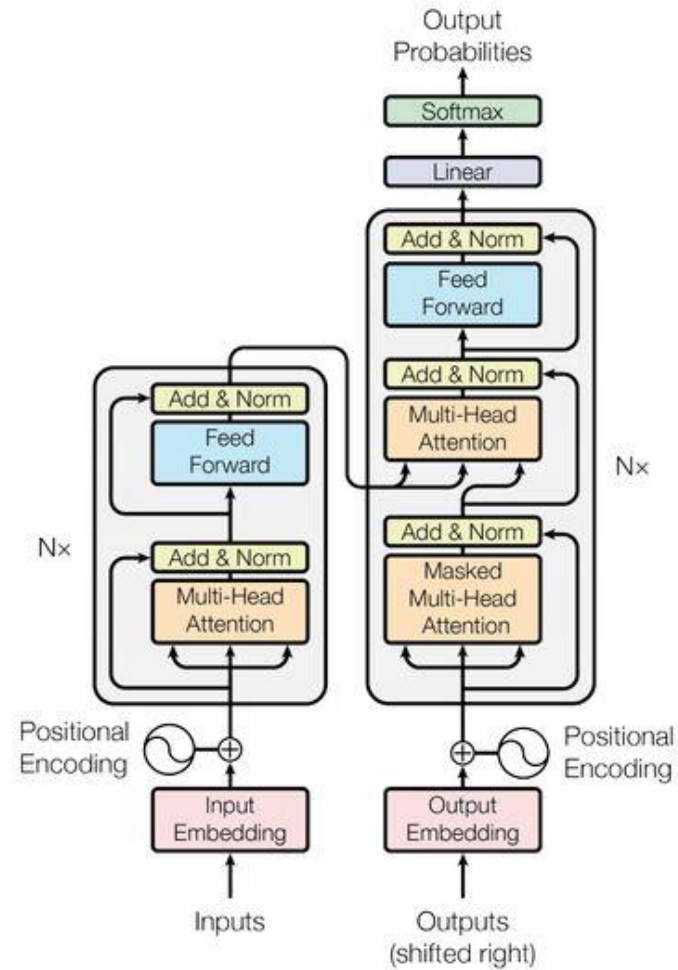 Output
Probabilities
Softmax
Linear
Add & Norm
Feed
Forward
Add & Norm
Multi-Head
Attention
Add & Norm
Masked
Multi-Head
Attention
N×
Add & Norm
Feed
Forward
Add & Norm
Multi-Head
Attention
N×
Positional
Encoding
Positional
Encoding
Input
Embedding
Output
Embedding
Inputs
Outputs
(shifted right)